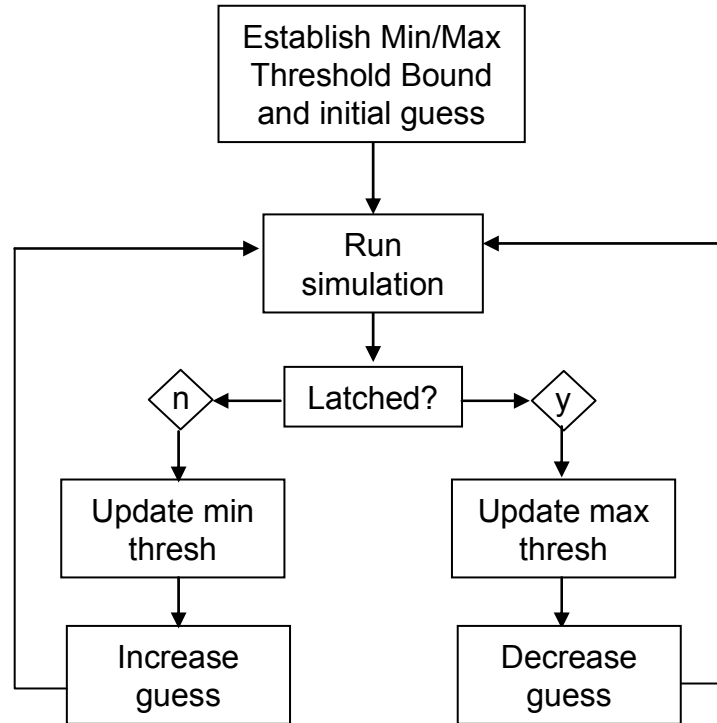 Establish Min/Max
Threshold Bound
and initial guess
Run
simulation
Latched?
n
y
Update min
thresh
Update max
thresh
Increase
guess
Decrease
guess